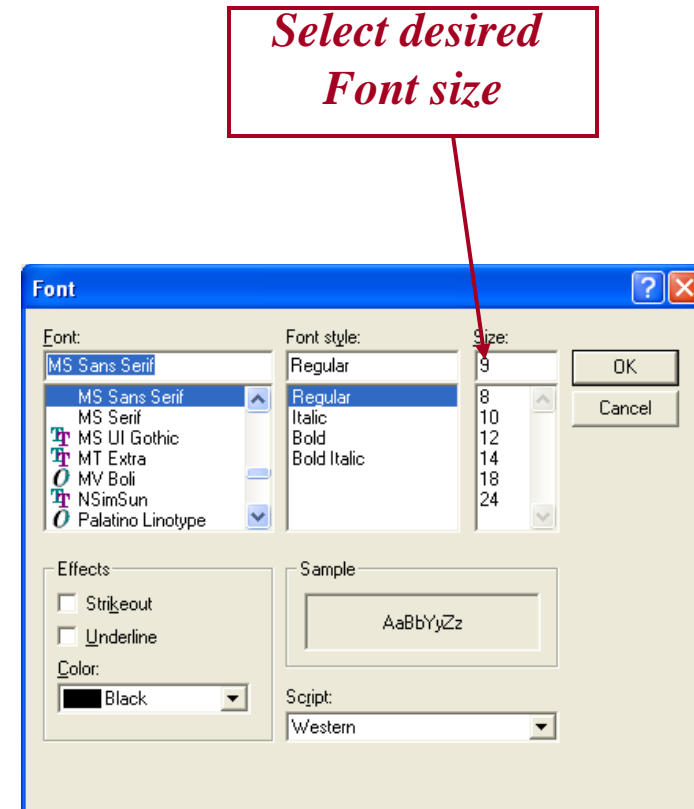 Select desired
Font size
Font
Font:
MS Sans Serif
MS Sans Serif
MS Serif
MS UI Gothic
MT Extra
MV Boli
NSimSun
Palatino Linotype
Font style:
Regular
Regular
Italic
Bold
Bold Italic
Size:
9
8
10
12
14
18
24
OK
Cancel
Effects
Strikeout
Underline
Color:
Black
Sample
AaBbYyZz
Script:
Western